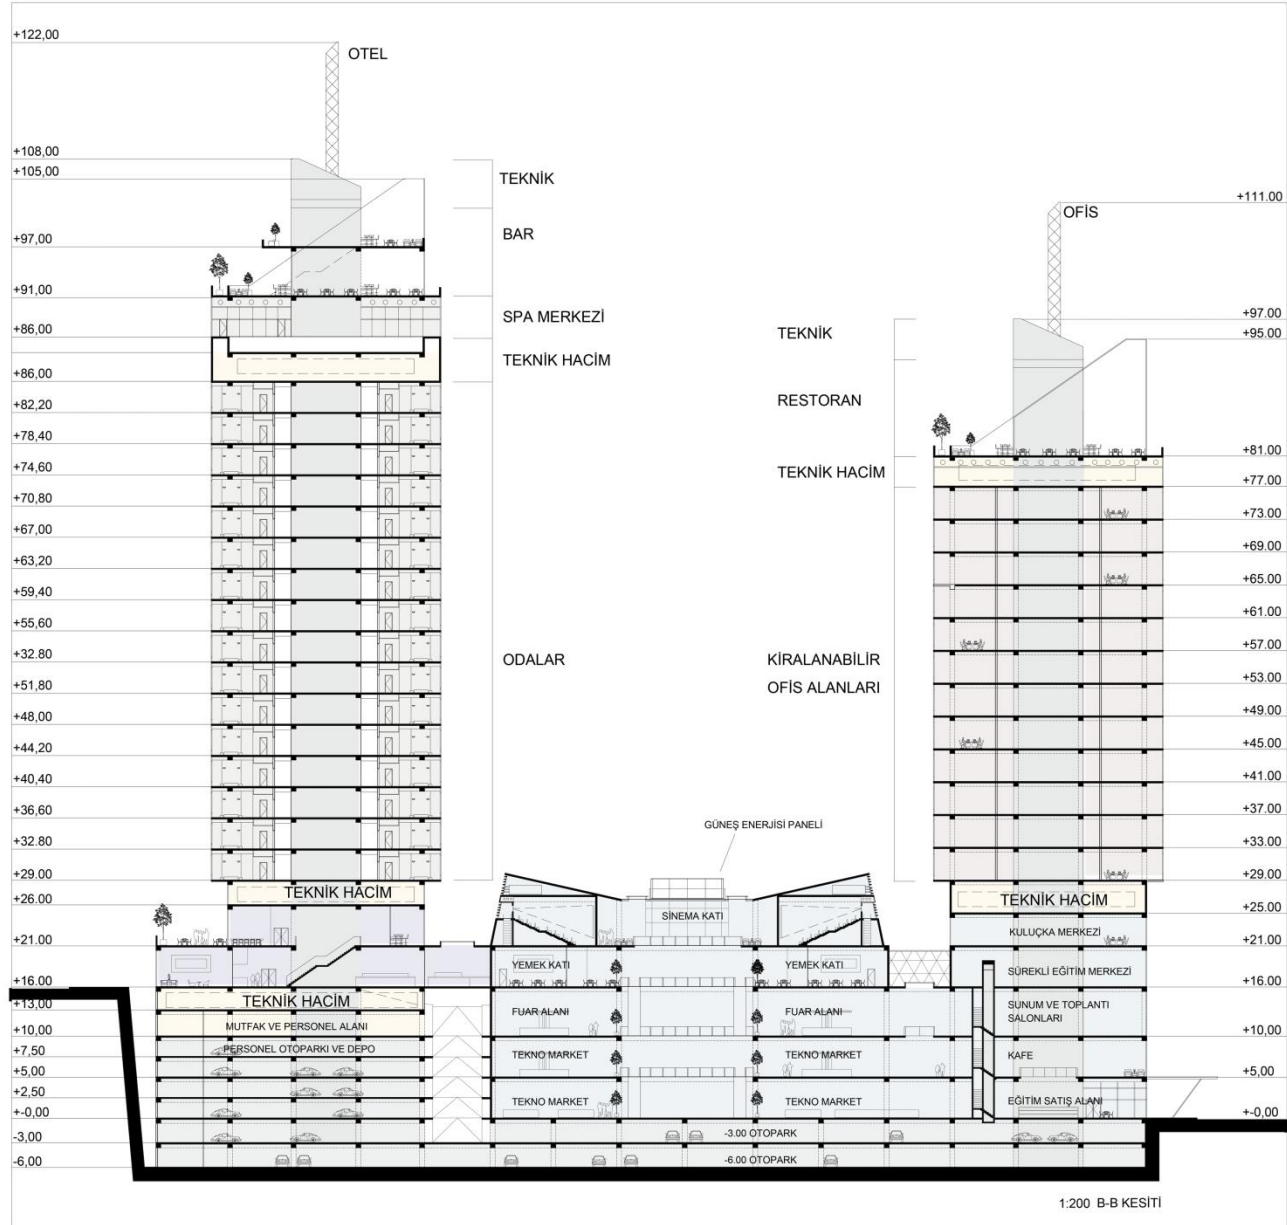 +122,00
OTEL
+108,00
+105,00
TEKNİK
+111.00
OFİS
BAR
+97,00
+91,00
SPA MERKEZİ
+97.00
+86,00
TEKNİK
+95.00
TEKNİK HACİM
+86,00
RESTORAN
+82,20
+78,40
+81.00
TEKNİK HACİM
+74,60
+77.00
+70,80
+73.00
+67,00
+69.00
+63,20
+65.00
+59,40
+61.00
+55,60
+57.00
+32.80
ODALAR
KİRALANABİLİR
OFİS ALANLARI
+51,80
+53.00
+48,00
+49.00
+44,20
+45.00
+40,40
+41.00
+36,60
+37.00
GÜNEŞ ENERJİSİ PANELİ
+32.80
+33.00
+29,00
+29.00
TEKNİK HACİM
TEKNİK HACİM
+26.00
+25.00
SİNEMA KATI
KULUÇKA MERKEZİ
+21.00
+21.00
YEMEK KATI
YEMEK KATI
SÜREKLİ EĞİTİM MERKEZİ
+16.00
+16.00
TEKNİK HACİM
+13,00
FUAR ALANI
FUAR ALANI
SUNUM VE TOPLANTI
SALONLARI
MUTFAK VE PERSONEL ALANI
+10,00
+10,00
PERSONEL OTOPARKI VE DEPO
+7,50
TEKNO MARKET
TEKNO MARKET
KAFE
+5,00
+5,00
+2,50
TEKNO MARKET
TEKNO MARKET
EĞİTİM SATIŞ ALANI
+-0,00
+-0,00
-3,00
-3.00 OTOPARK
-6,00
-6.00 OTOPARK
1:200 B-B KESİTİ